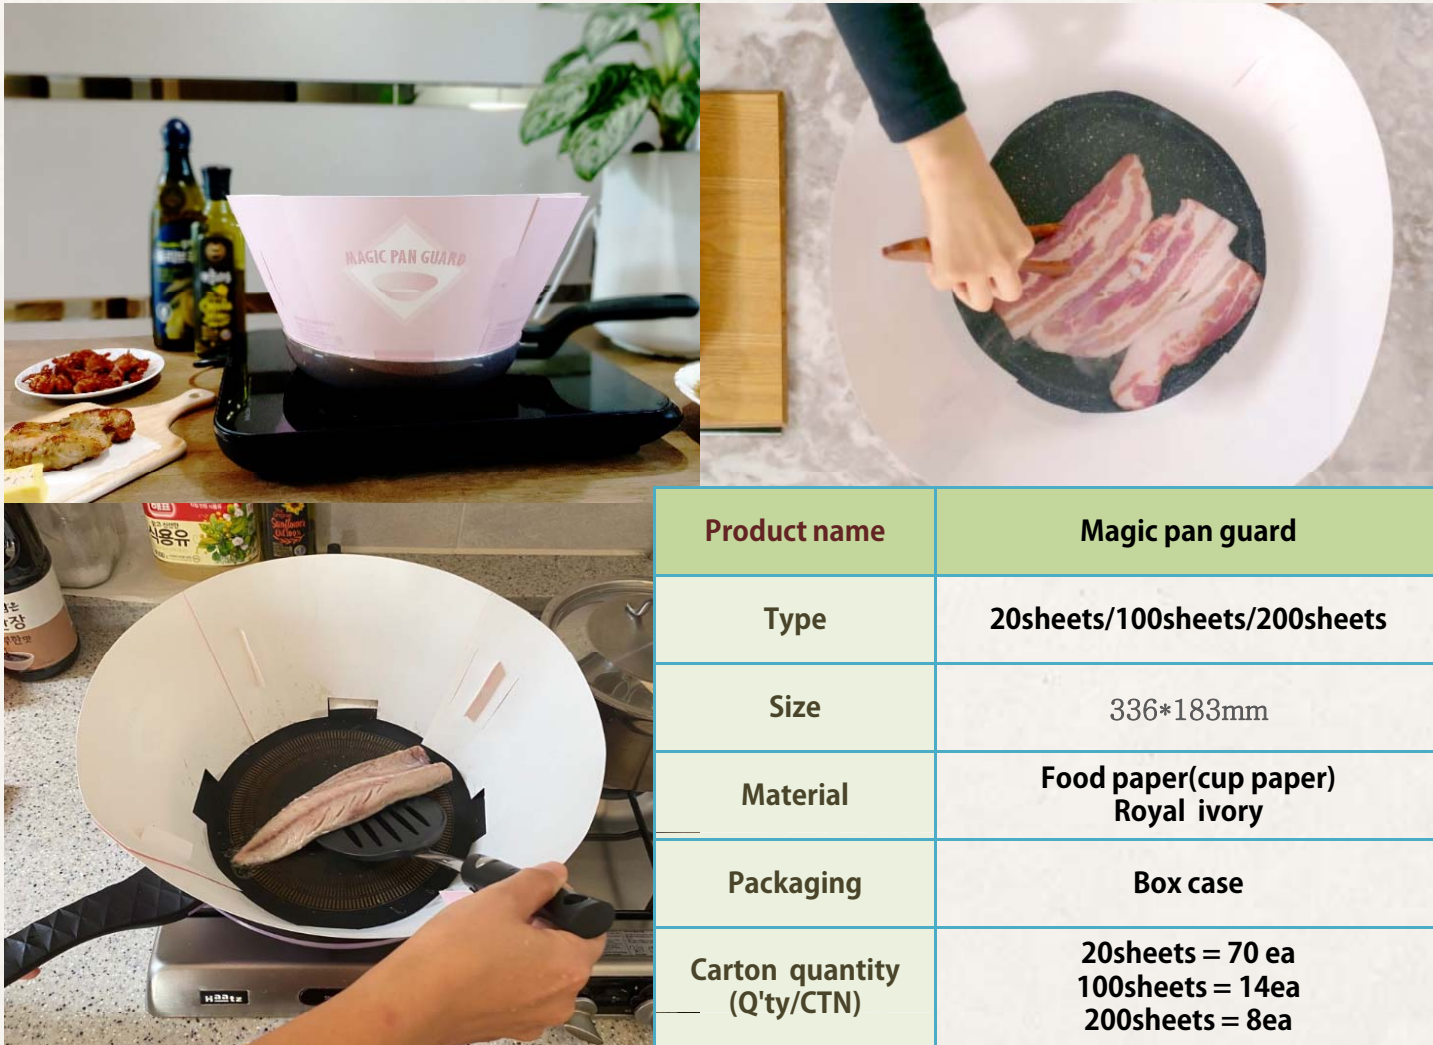 MAGIC PAN GUARD
식용유
Sunflower
Haatz
Product name
Magic pan guard
Type
20sheets/100sheets/200sheets
Size
336*183mm
Material
Food paper(cup paper)
Royal ivory
Packaging
Box case
Carton quantity
(Q'ty/CTN)
20sheets = 70 ea
100sheets = 14ea
200sheets = 8ea